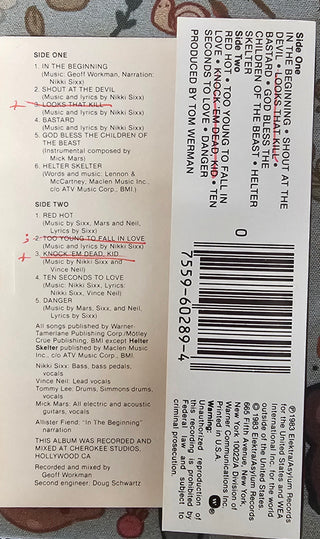 SIDE ONE
1. IN THE BEGINNING
(Music: Geoff Workman, Narration:
Nikki Sixx)
2. SHOUT AT THE DEVIL
(Music and lyrics by Nikki Sixx)
3. LOOKS THAT KILL
(Music and lyrics by Nikki Sixx)
4. BASTARD
(Music and lyrics by Nikki Sixx)
5. GOD BLESS THE CHILDREN OF
THE BEAST
(Instrumental composed by
Mick Mars)
6. HELTER SKELTER
(Words and music: Lennon &
McCartney; Maclen Music Inc.,
c/o ATV Music Corp., BMI.)
SIDE TWO
1. RED HOT
(Music by Sixx, Mars and Neil,
Lyrics by Sixx)
2. TOO YOUNG TO FALL IN LOVE
(Music and lyrics by Nikki Sixx)
3. KNOCK 'EM DEAD, KID
(Music by Nikki Sixx and
Vince Neil)
4. TEN SECONDS TO LOVE
(Music: Nikki Sixx; Lyrics:
Nikki Sixx, Vince Neil)
5. DANGER
(Music by Mars, Sixx, and Neil,
Lyrics by Sixx)
All songs published by Warner-
Tamerlane Publishing Corp./Mötley
Crue Publishing, BMI except Helter
Skelter published by Maclen Music
Inc., c/o ATV Music Corp., BMI.
Nikki Sixx: Bass, bass pedals,
vocals
Vince Neil: Lead vocals
Tommy Lee: Drums, Simmons drums,
vocals
Mick Mars: All electric and acoustic
guitars, vocals
Allister Fiend: "In The Beginning"
narration
THIS ALBUM WAS RECORDED AND
MIXED AT CHEROKEE STUDIOS,
HOLLYWOOD CA
Recorded and mixed by
Geoff Workman
Second engineer: Doug Schwartz
Side One
IN THE BEGINNING • SHOUT AT THE
DEVIL • LOOKS THAT KILL •
BASTARD • GOD BLESS THE
CHILDREN OF THE BEAST • HELTER
SKELTER
Side Two
RED HOT • TOO YOUNG TO FALL IN
LOVE • KNOCK 'EM DEAD, KID • TEN
SECONDS TO LOVE • DANGER
PRODUCED BY TOM WERMAN
0
7559-60289-4
℗ 1983 Elektra/Asylum Records
for the United States and WEA
International Inc. for the world
outside of the United States.
© 1983 Elektra/Asylum Records
665 Fifth Avenue, New York,
New York 10022/A Division of
Warner Communications Inc.
Printed in U.S.A.
Warning:
Unauthorized reproduction of
this recording is prohibited by
Federal law and subject to
criminal prosecution.